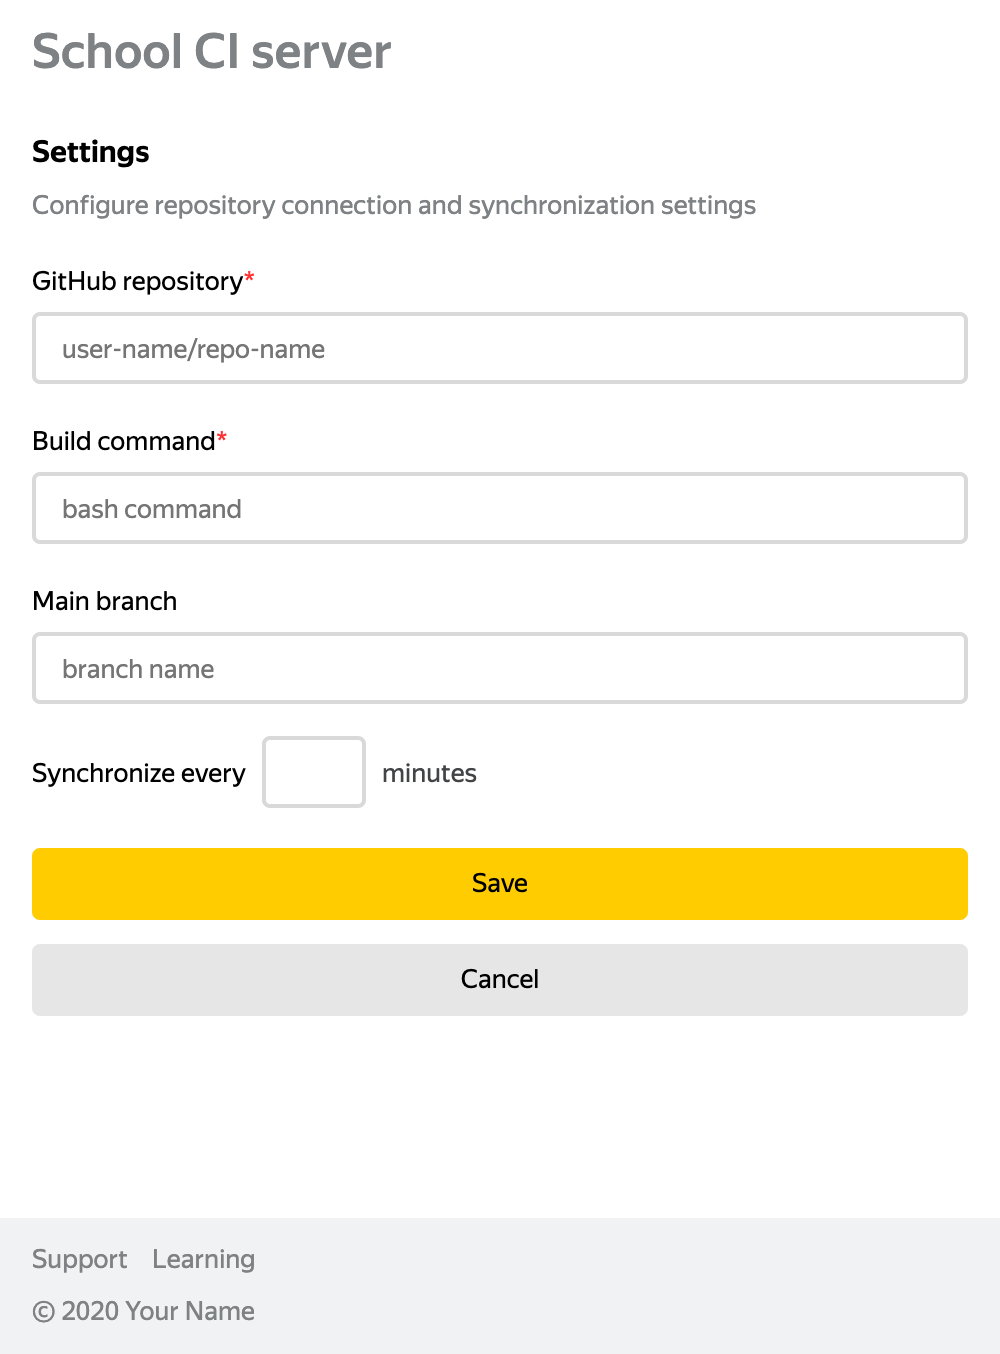 School CI server
Settings
Configure repository connection and synchronization settings
GitHub repository*
user-name/repo-name
Build command*
bash command
Main branch
branch name
Synchronize every minutes
Save
Cancel
Support Learning
© 2020 Your Name